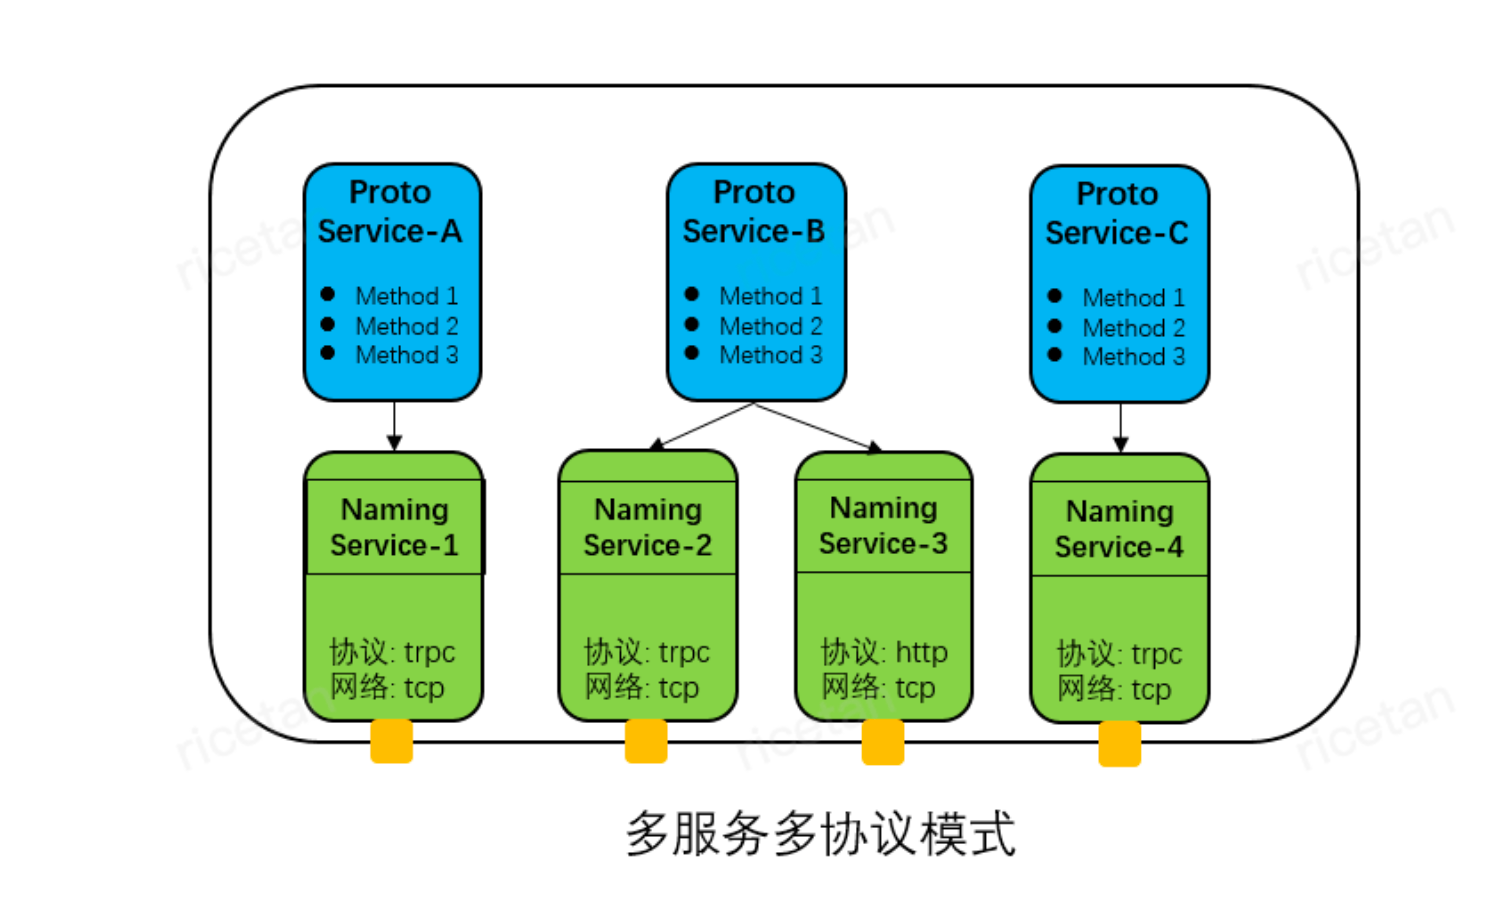 Proto
Service-A
● Method 1
● Method 2
● Method 3
Proto
Service-B
● Method 1
● Method 2
● Method 3
Proto
Service-C
● Method 1
● Method 2
● Method 3
Naming
Service-1
协议: trpc
网络: tcp
Naming
Service-2
协议: trpc
网络: tcp
Naming
Service-3
协议: http
网络: tcp
Naming
Service-4
协议: trpc
网络: tcp
多服务多协议模式
ricetan
ricetan
ricetan
ricetan
ricetan
ricetan